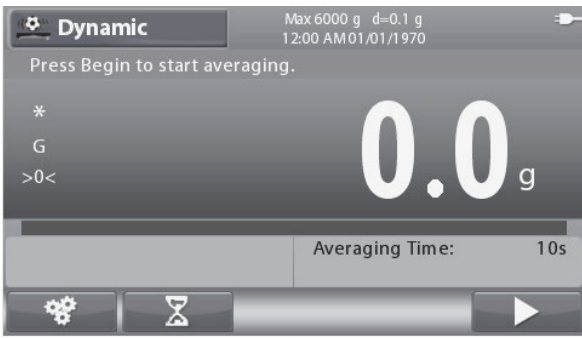 Dynamic
Max 6000 g d=0.1 g
12:00 AM 01/01/1970
Press Begin to start averaging.
*
G
>0<
0.0 g
Averaging Time: 10s